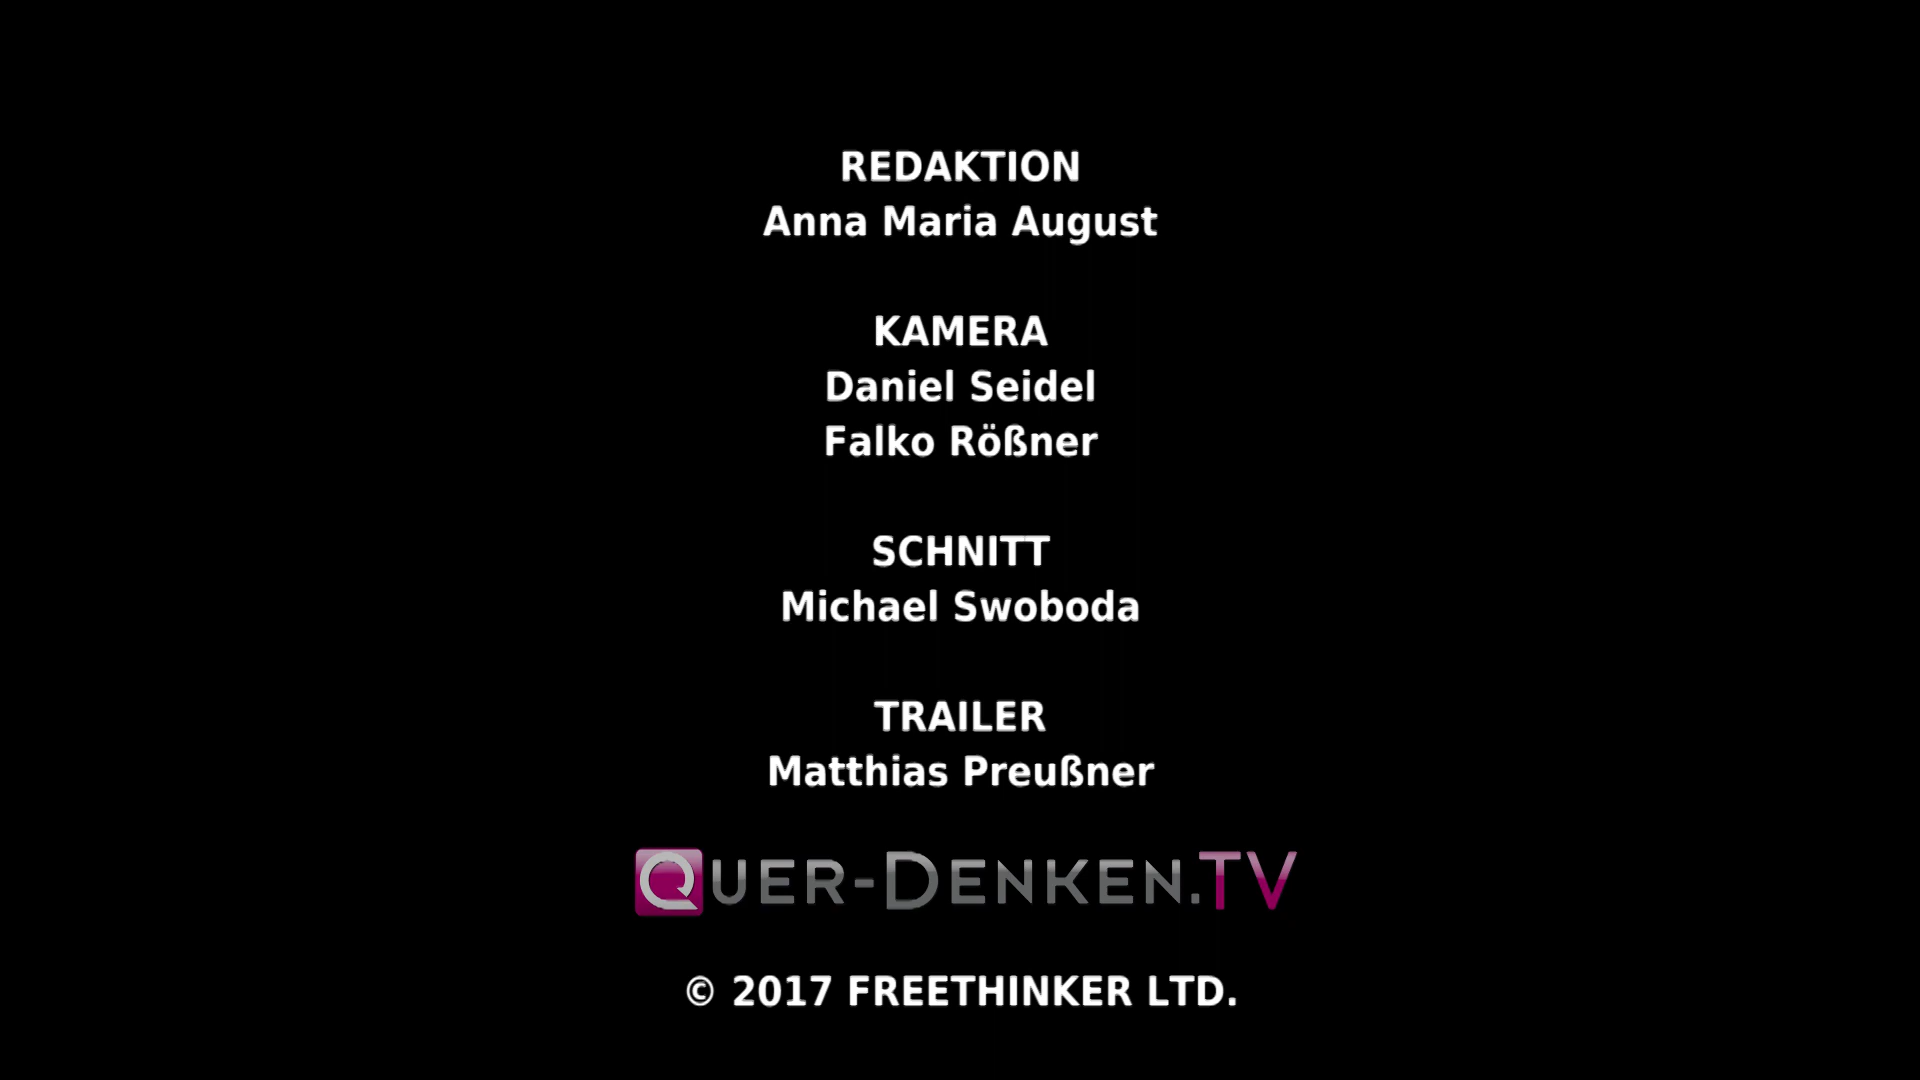 REDAKTION
Anna Maria August
KAMERA
Daniel Seidel
Falko Rößner
SCHNITT
Michael Swoboda
TRAILER
Matthias Preußner
QUER-DENKEN.TV
© 2017 FREETHINKER LTD.